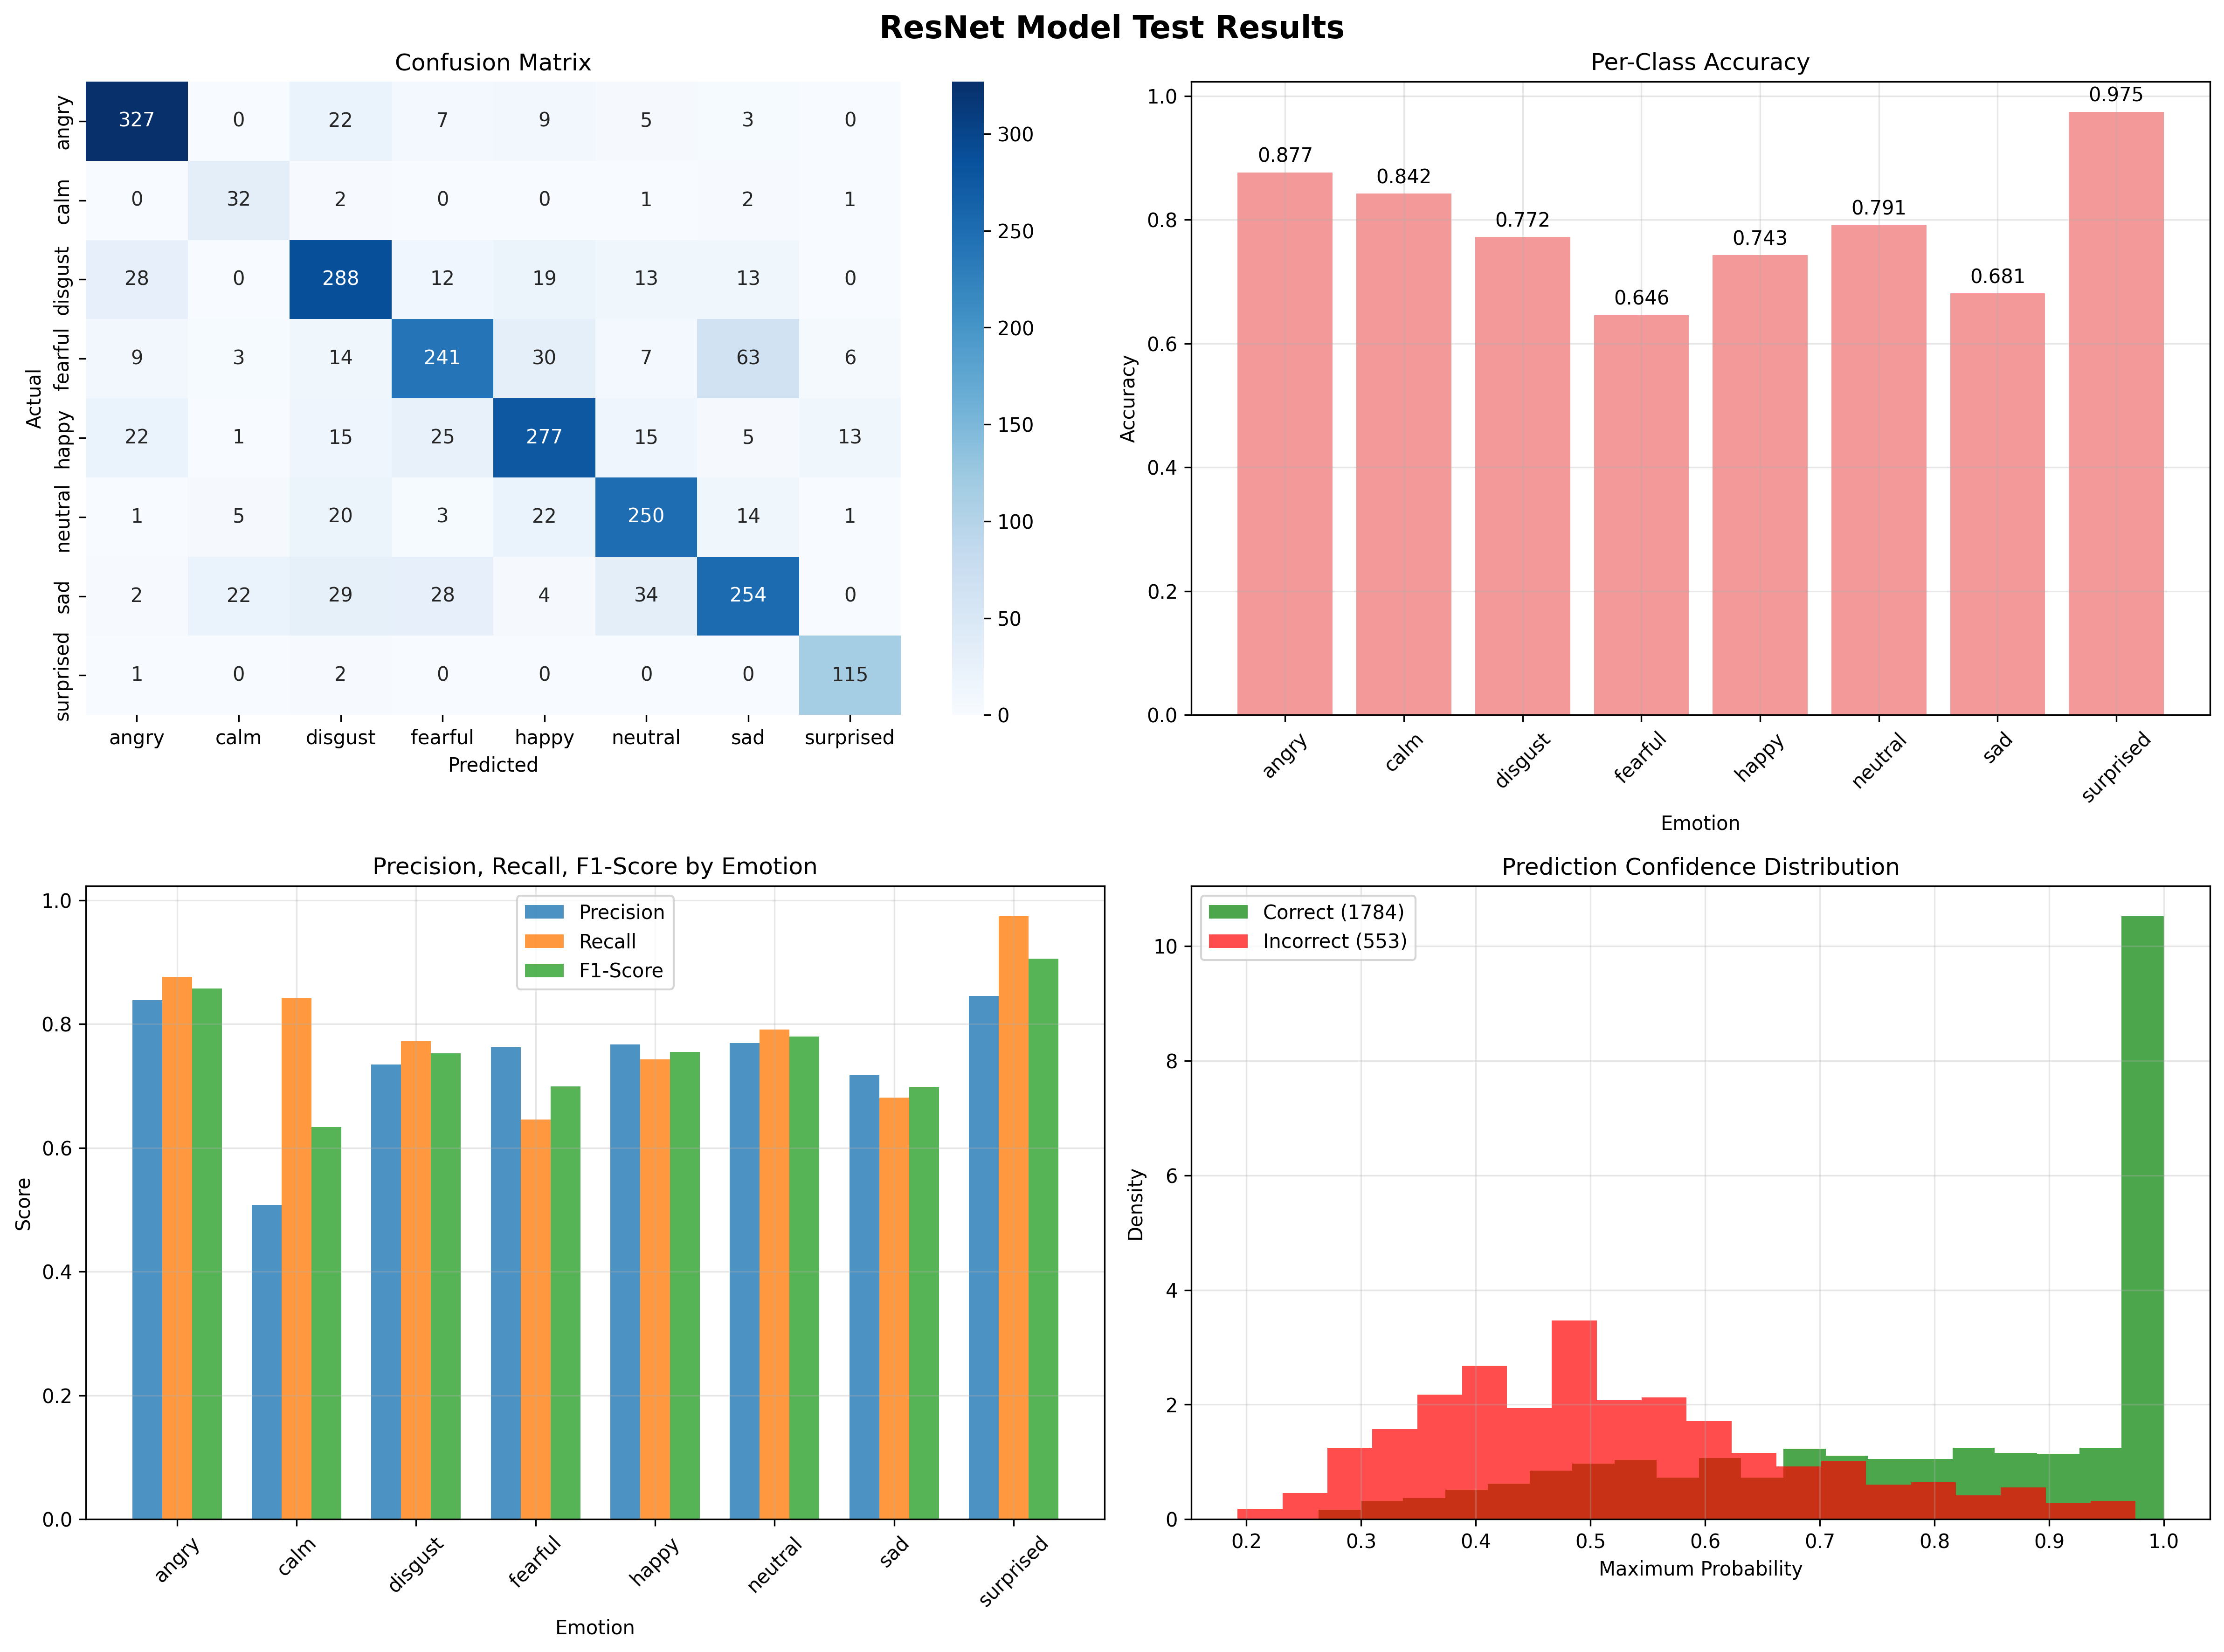 ResNet Model Test Results
Confusion Matrix
angry 327 0 22 7 9 5 3 0
calm 0 32 2 0 0 1 2 1
disgust 28 0 288 12 19 13 13 0
fearful 9 3 14 241 30 7 63 6
happy 22 1 15 25 277 15 5 13
neutral 1 5 20 3 22 250 14 1
sad 2 22 29 28 4 34 254 0
surprised 1 0 2 0 0 0 0 115
Actual
angry calm disgust fearful happy neutral sad surprised
Predicted
300
250
200
150
100
50
0
Per-Class Accuracy
1.0
0.8
0.6
0.4
0.2
0.0
Accuracy
0.877
0.842
0.772
0.646
0.743
0.791
0.681
0.975
angry calm disgust fearful happy neutral sad surprised
Emotion
Precision, Recall, F1-Score by Emotion
Precision
Recall
F1-Score
1.0
0.8
0.6
0.4
0.2
0.0
Score
angry calm disgust fearful happy neutral sad surprised
Emotion
Prediction Confidence Distribution
Correct (1784)
Incorrect (553)
10
8
6
4
2
0
Density
0.2 0.3 0.4 0.5 0.6 0.7 0.8 0.9 1.0
Maximum Probability